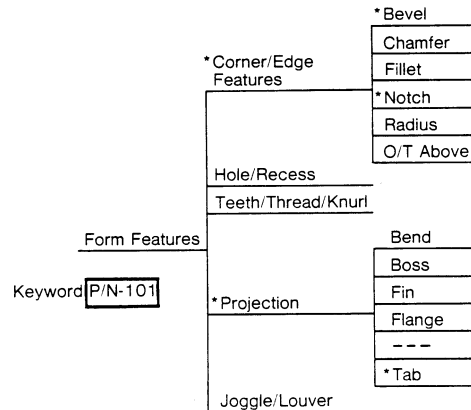 *Bevel
Chamfer
*Corner/Edge
Features
Fillet
*Notch
Radius
O/T Above
Hole/Recess
Teeth/Thread/Knurl
Form Features
Bend
Boss
Keyword P/N-101
*Projection
Fin
Flange
---
*Tab
Joggle/Louver